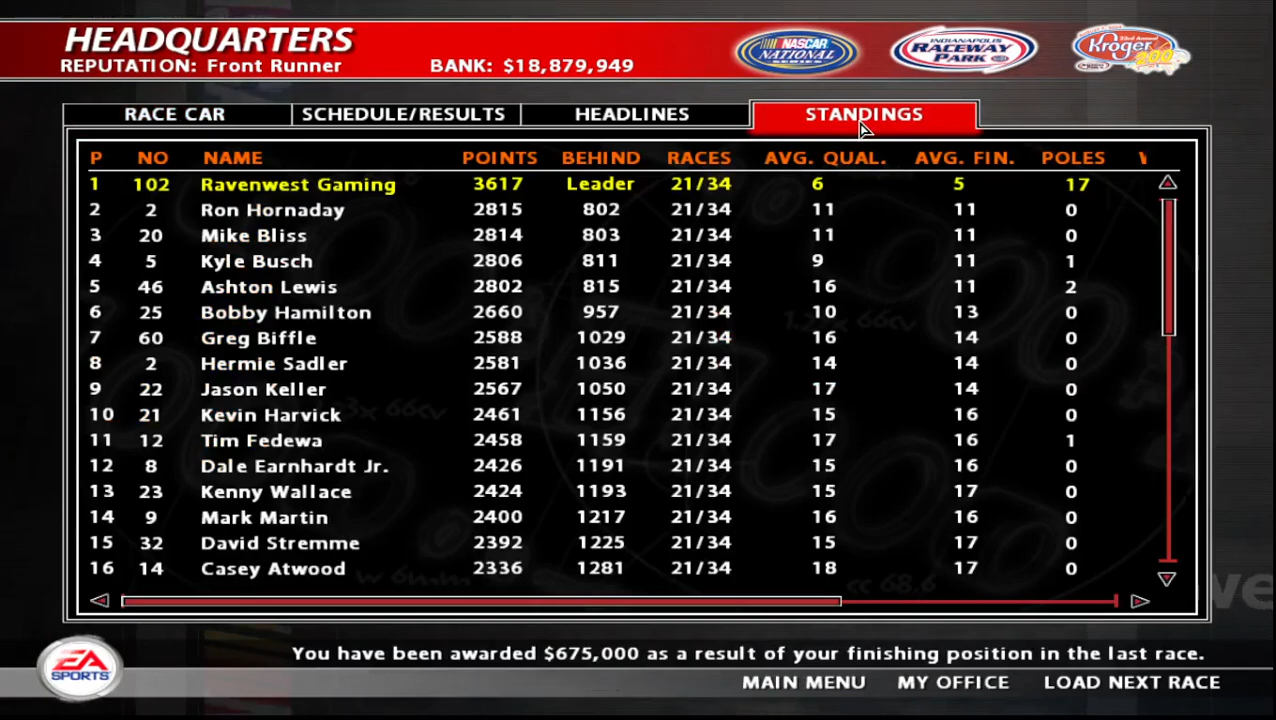 HEADQUARTERS
REPUTATION: Front Runner BANK: $18,879,949
NASCAR NATIONAL SERIES
INDIANAPOLIS RACEWAY PARK
Kroger 200
RACE CAR SCHEDULE/RESULTS HEADLINES STANDINGS
P NO NAME POINTS BEHIND RACES AVG. QUAL. AVG. FIN. POLES
1 102 Ravenwest Gaming 3617 Leader 21/34 6 5 17
2 2 Ron Hornaday 2815 802 21/34 11 11 0
3 20 Mike Bliss 2814 803 21/34 11 11 0
4 5 Kyle Busch 2806 811 21/34 9 11 1
5 46 Ashton Lewis 2802 815 21/34 16 11 2
6 25 Bobby Hamilton 2660 957 21/34 10 13 0
7 60 Greg Biffle 2588 1029 21/34 16 14 0
8 2 Hermie Sadler 2581 1036 21/34 14 14 0
9 22 Jason Keller 2567 1050 21/34 17 14 0
10 21 Kevin Harvick 2461 1156 21/34 15 16 0
11 12 Tim Fedewa 2458 1159 21/34 17 16 1
12 8 Dale Earnhardt Jr. 2426 1191 21/34 15 16 0
13 23 Kenny Wallace 2424 1193 21/34 15 17 0
14 9 Mark Martin 2400 1217 21/34 16 16 0
15 32 David Stremme 2392 1225 21/34 15 17 0
16 14 Casey Atwood 2336 1281 21/34 18 17 0
You have been awarded $675,000 as a result of your finishing position in the last race.
EA SPORTS
MAIN MENU MY OFFICE LOAD NEXT RACE